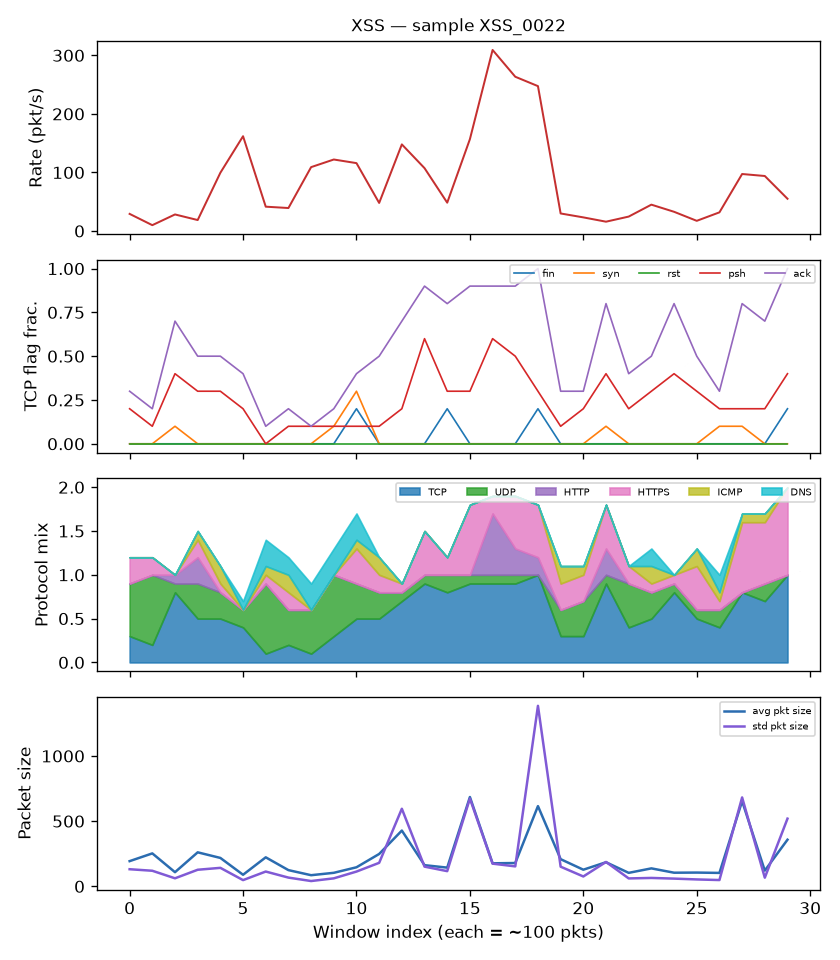 XSS — sample XSS_0022
Rate (pkt/s)
300
200
100
0
TCP flag frac.
1.00
0.75
0.50
0.25
0.00
fin syn rst psh ack
Protocol mix
2.0
1.5
1.0
0.5
0.0
TCP UDP HTTP HTTPS ICMP DNS
Packet size
1000
500
0
avg pkt size
std pkt size
0 5 10 15 20 25 30
Window index (each = ~100 pkts)